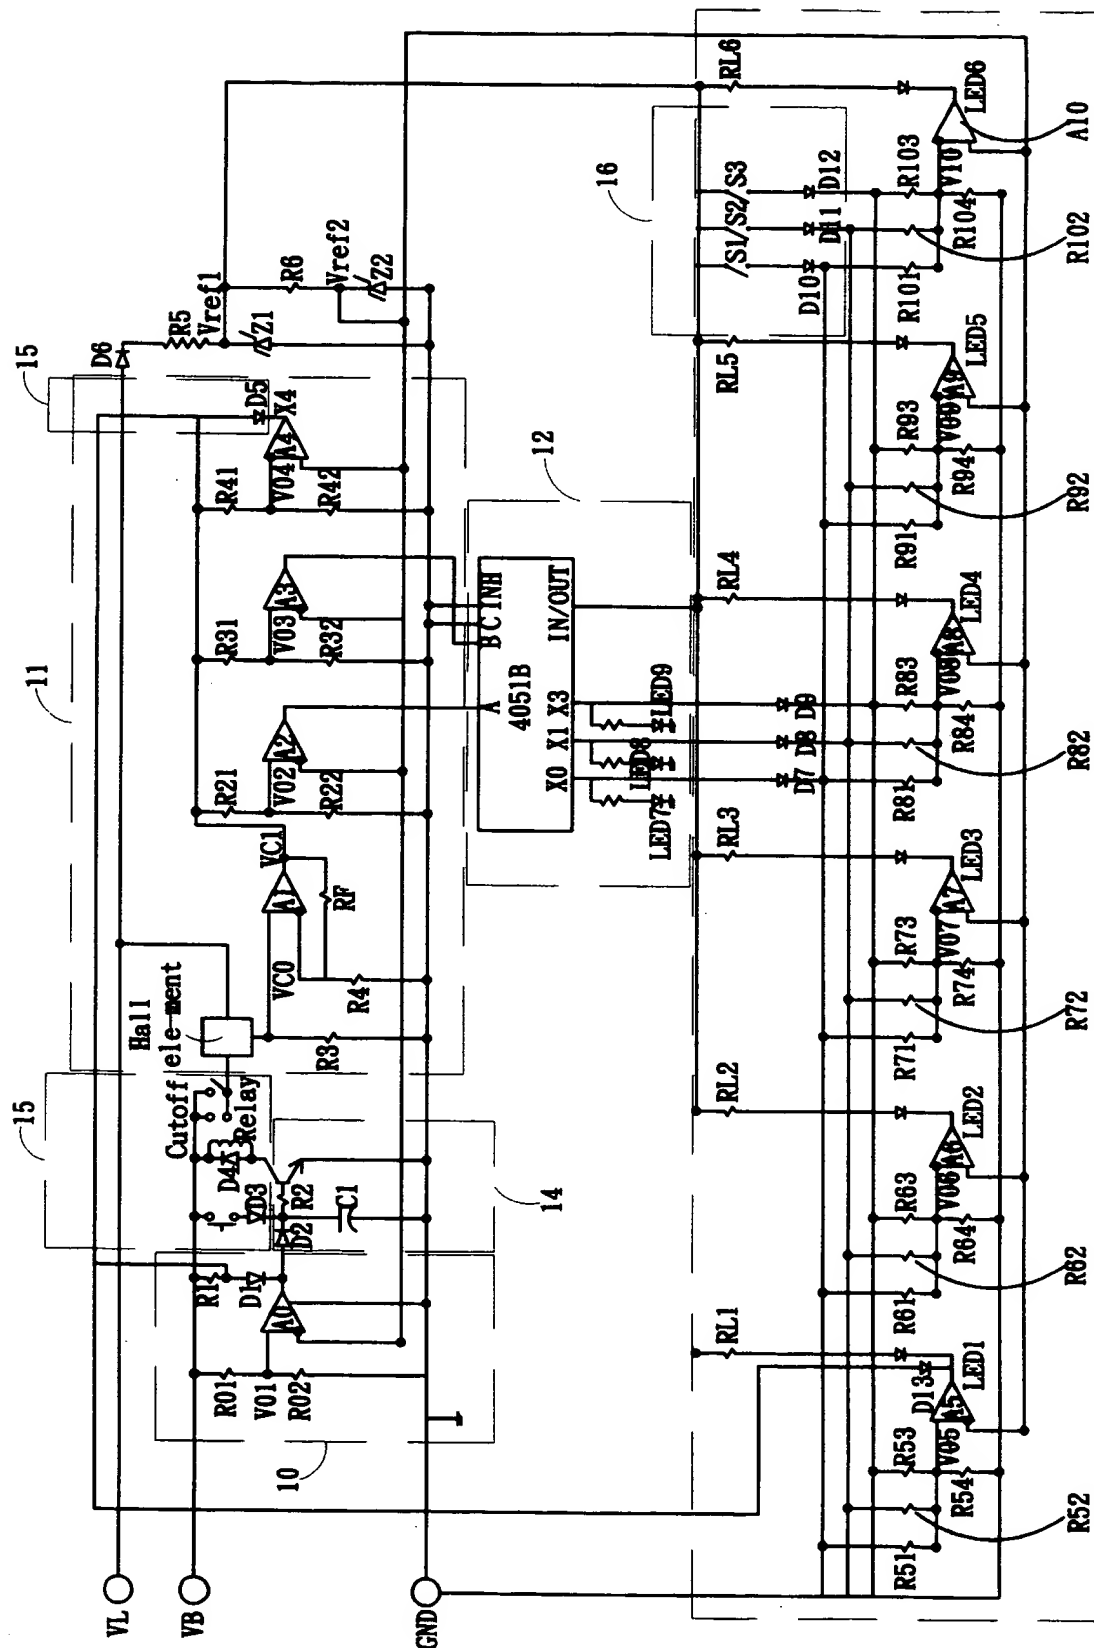 VL
VB
GND
15
Cutoff
Relay
Hall
ele-ment
11
15
D6
R5
Vref1
R6
Vref2
Z1
Z2
10
R01
V01
R02
R1
D1
A0
D2
D3
D4
R2
C1
14
R3
VC0
R4
A1
VC1
RF
R21
V02
R22
A2
R31
V03
R32
A3
R41
V04
R42
A4
D5
X4
12
A
B
C
INH
4051B
X0
X1
X3
IN/OUT
LED7
LED8
LED9
D7
D8
D9
16
S1
S2
S3
D10
D11
D12
RL1
RL2
RL3
RL4
RL5
RL6
R51
R52
R53
R54
V05
A5
D13
LED1
R61
R62
R63
R64
V06
A6
LED2
R71
R72
R73
R74
V07
A7
LED3
R81
R82
R83
R84
V08
A8
LED4
R91
R92
R93
R94
V09
A9
LED5
R101
R102
R103
R104
V10
A10
LED6